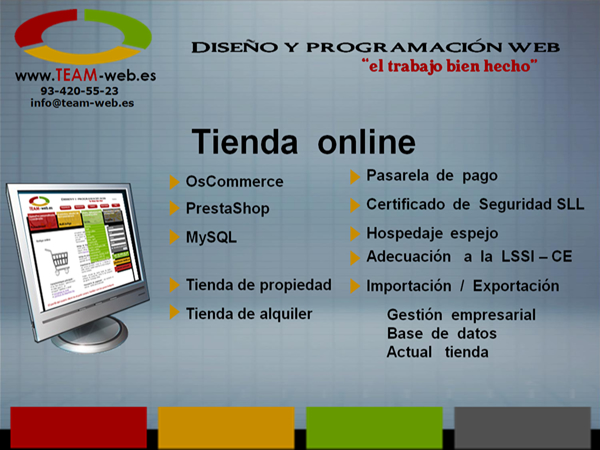 www.TEAM-web.es
93-420-55-23
info@team-web.es
DISEÑO Y PROGRAMACIÓN WEB
"el trabajo bien hecho"
Tienda online
OsCommerce
PrestaShop
MySQL
Tienda de propiedad
Tienda de alquiler
Pasarela de pago
Certificado de Seguridad SLL
Hospedaje espejo
Adecuación a la LSSI – CE
Importación / Exportación
Gestión empresarial
Base de datos
Actual tienda